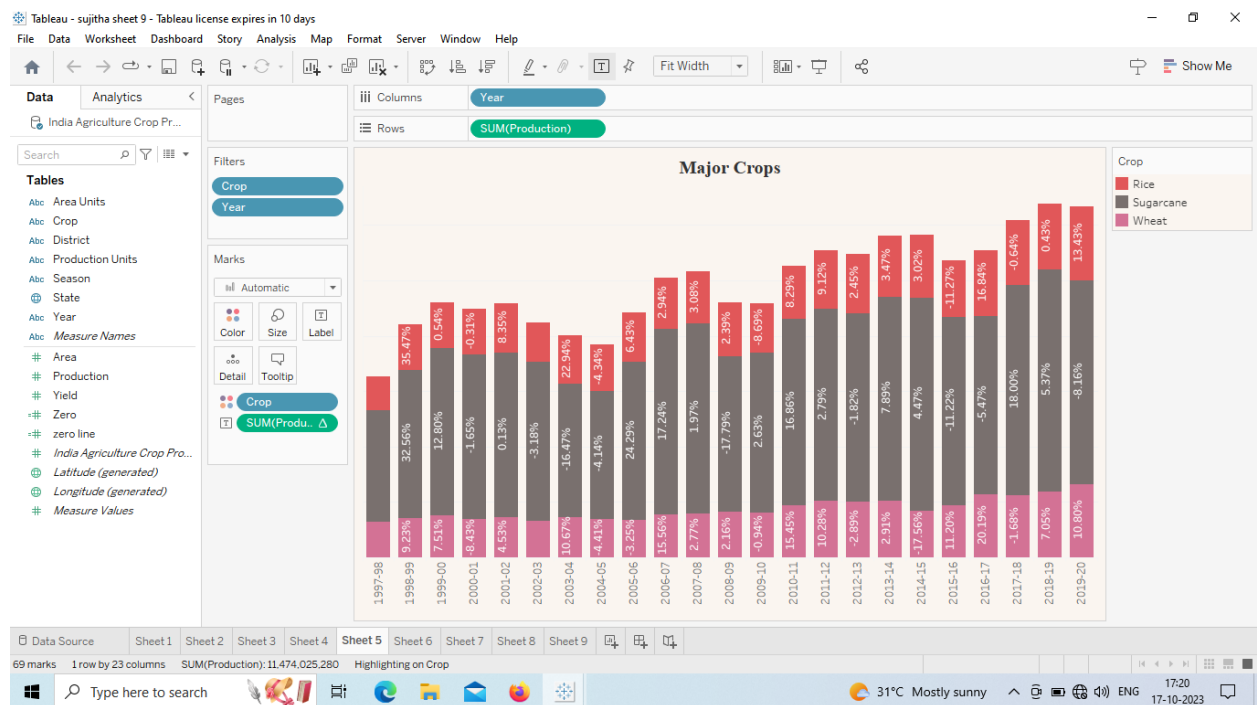 Tableau - sujitha sheet 9 - Tableau license expires in 10 days
File Data Worksheet Dashboard Story Analysis Map Format Server Window Help
Fit Width
Show Me
Data Analytics
India Agriculture Crop Pr...
Search
Tables
Abc Area Units
Abc Crop
Abc District
Abc Production Units
Abc Season
State
Abc Year
Abc Measure Names
# Area
# Production
# Yield
=# Zero
=# zero line
# India Agriculture Crop Pro...
Latitude (generated)
Longitude (generated)
# Measure Values
Pages
Filters
Crop
Year
Marks
Automatic
Color Size Label
Detail Tooltip
Crop
SUM(Produ.. Δ
Columns Year
Rows SUM(Production)
Major Crops
35.47% 0.54% -0.31% 8.35% 22.94% -4.34% 6.43% 2.94% 3.08% 2.39% -8.69% 8.29% 9.12% 2.45% 3.47% 3.02% -11.27% 16.84% -0.64% 0.43% 13.43%
32.56% 12.80% -1.65% 0.13% -3.18% -16.47% -4.14% 24.29% 17.24% 1.97% -17.79% 2.63% 16.86% 2.79% -1.82% 7.89% 4.47% -11.22% -5.47% 18.00% 5.37% -8.16%
9.23% 7.51% -8.43% 4.53% 10.67% -4.41% -3.25% 15.56% 2.77% 2.16% -0.94% 15.45% 10.28% -2.89% 2.91% -17.56% 11.20% 20.19% -1.68% 7.05% 10.80%
1997-98 1998-99 1999-00 2000-01 2001-02 2002-03 2003-04 2004-05 2005-06 2006-07 2007-08 2008-09 2009-10 2010-11 2011-12 2012-13 2013-14 2014-15 2015-16 2016-17 2017-18 2018-19 2019-20
Crop
Rice
Sugarcane
Wheat
Data Source Sheet 1 Sheet 2 Sheet 3 Sheet 4 Sheet 5 Sheet 6 Sheet 7 Sheet 8 Sheet 9
69 marks 1 row by 23 columns SUM(Production): 11,474,025,280 Highlighting on Crop
Type here to search
31°C Mostly sunny
ENG
17:20
17-10-2023